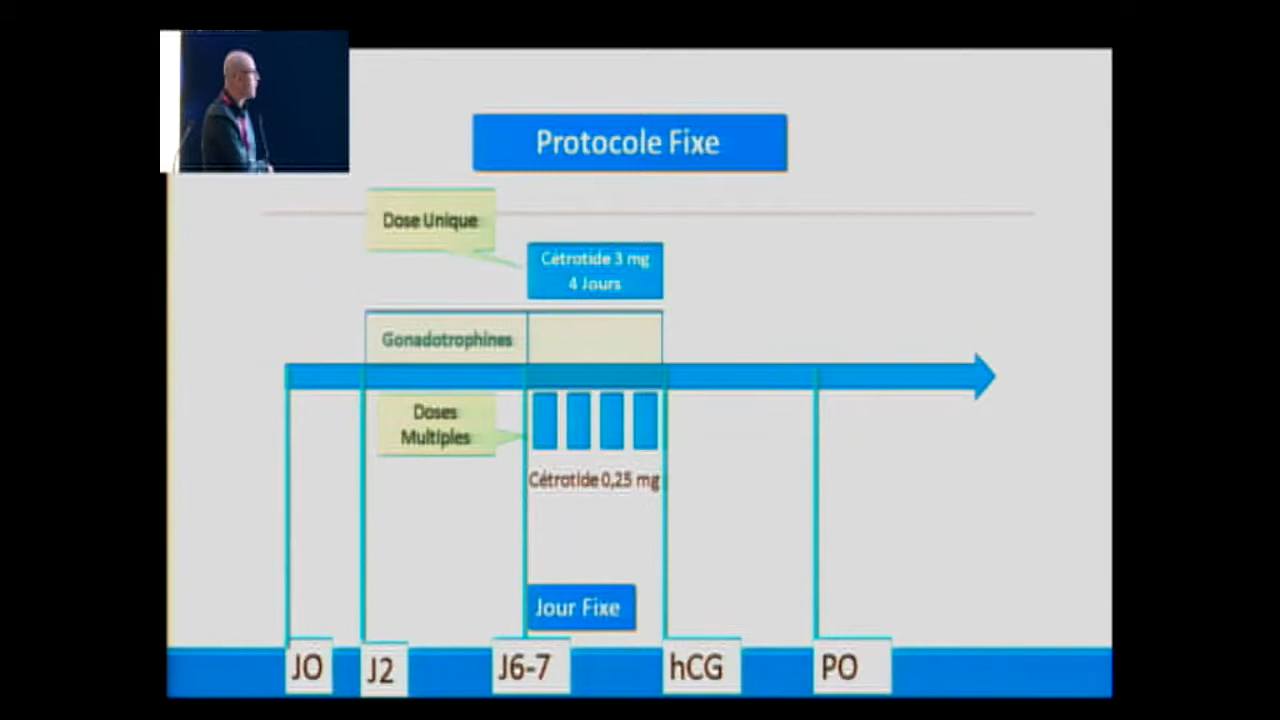 Protocole Fixe
Dose Unique
Cétrotide 3 mg
4 Jours
Gonadotrophines
Doses
Multiples
Cétrotide 0,25 mg
Jour Fixe
JO
J2
J6-7
hCG
PO